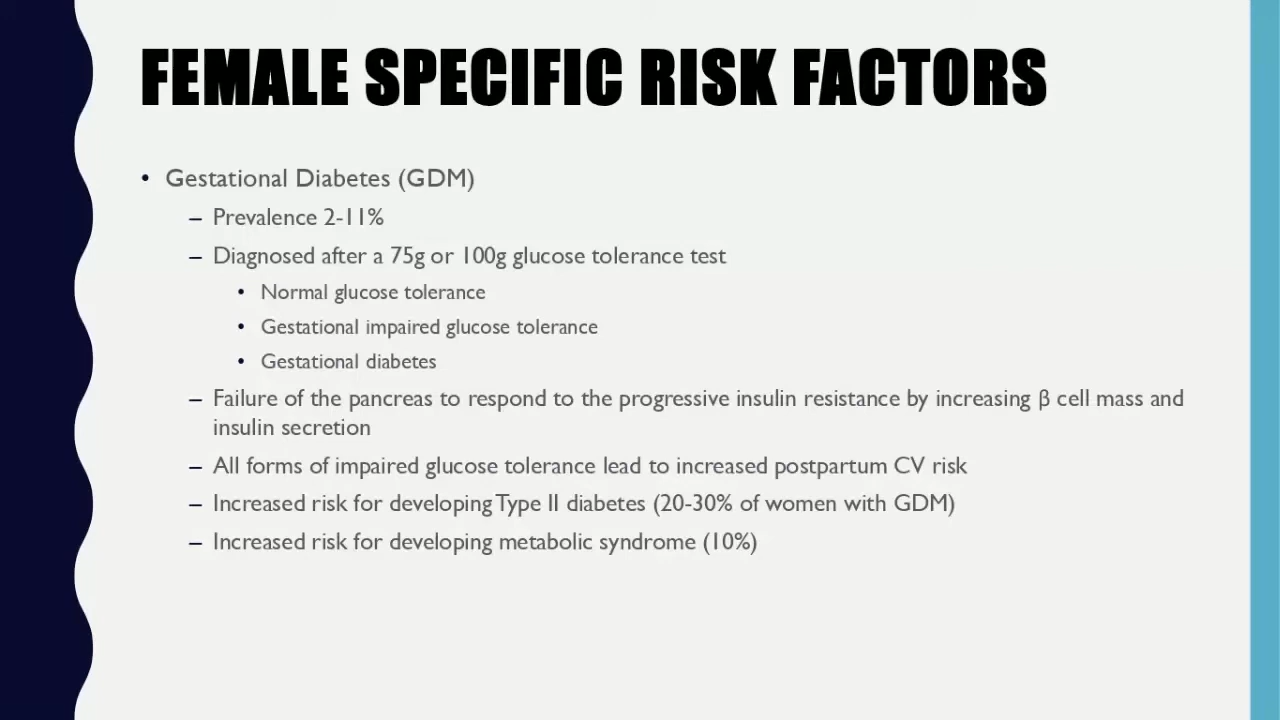 FEMALE SPECIFIC RISK FACTORS
• Gestational Diabetes (GDM)
– Prevalence 2-11%
– Diagnosed after a 75g or 100g glucose tolerance test
• Normal glucose tolerance
• Gestational impaired glucose tolerance
• Gestational diabetes
– Failure of the pancreas to respond to the progressive insulin resistance by increasing β cell mass and
insulin secretion
– All forms of impaired glucose tolerance lead to increased postpartum CV risk
– Increased risk for developing Type II diabetes (20-30% of women with GDM)
– Increased risk for developing metabolic syndrome (10%)